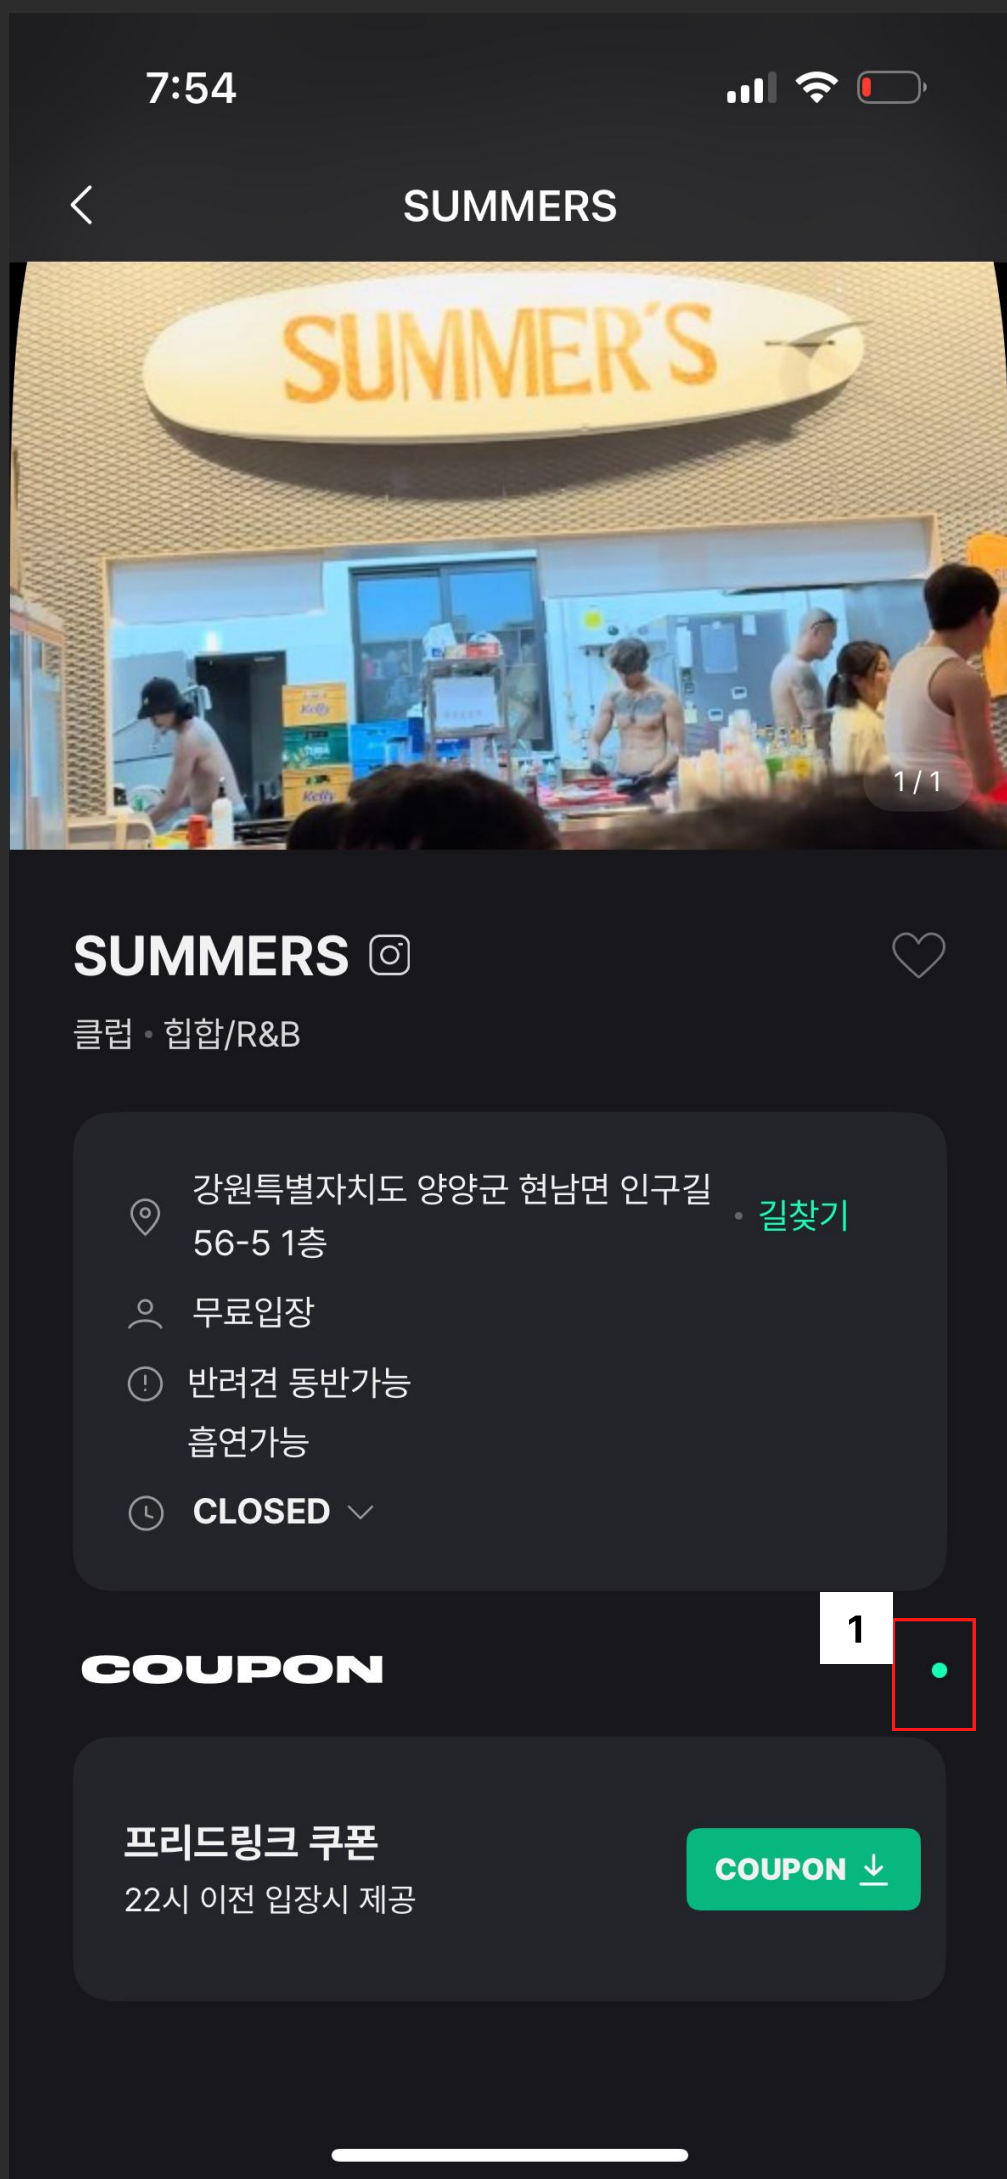 7:54
SUMMERS
SUMMER'S
Kelly
Kelly
1 / 1
SUMMERS
클럽 • 힙합/R&B
강원특별자치도 양양군 현남면 인구길
56-5 1층
• 길찾기
무료입장
반려견 동반가능
흡연가능
CLOSED
1
COUPON
프리드링크 쿠폰
22시 이전 입장시 제공
COUPON